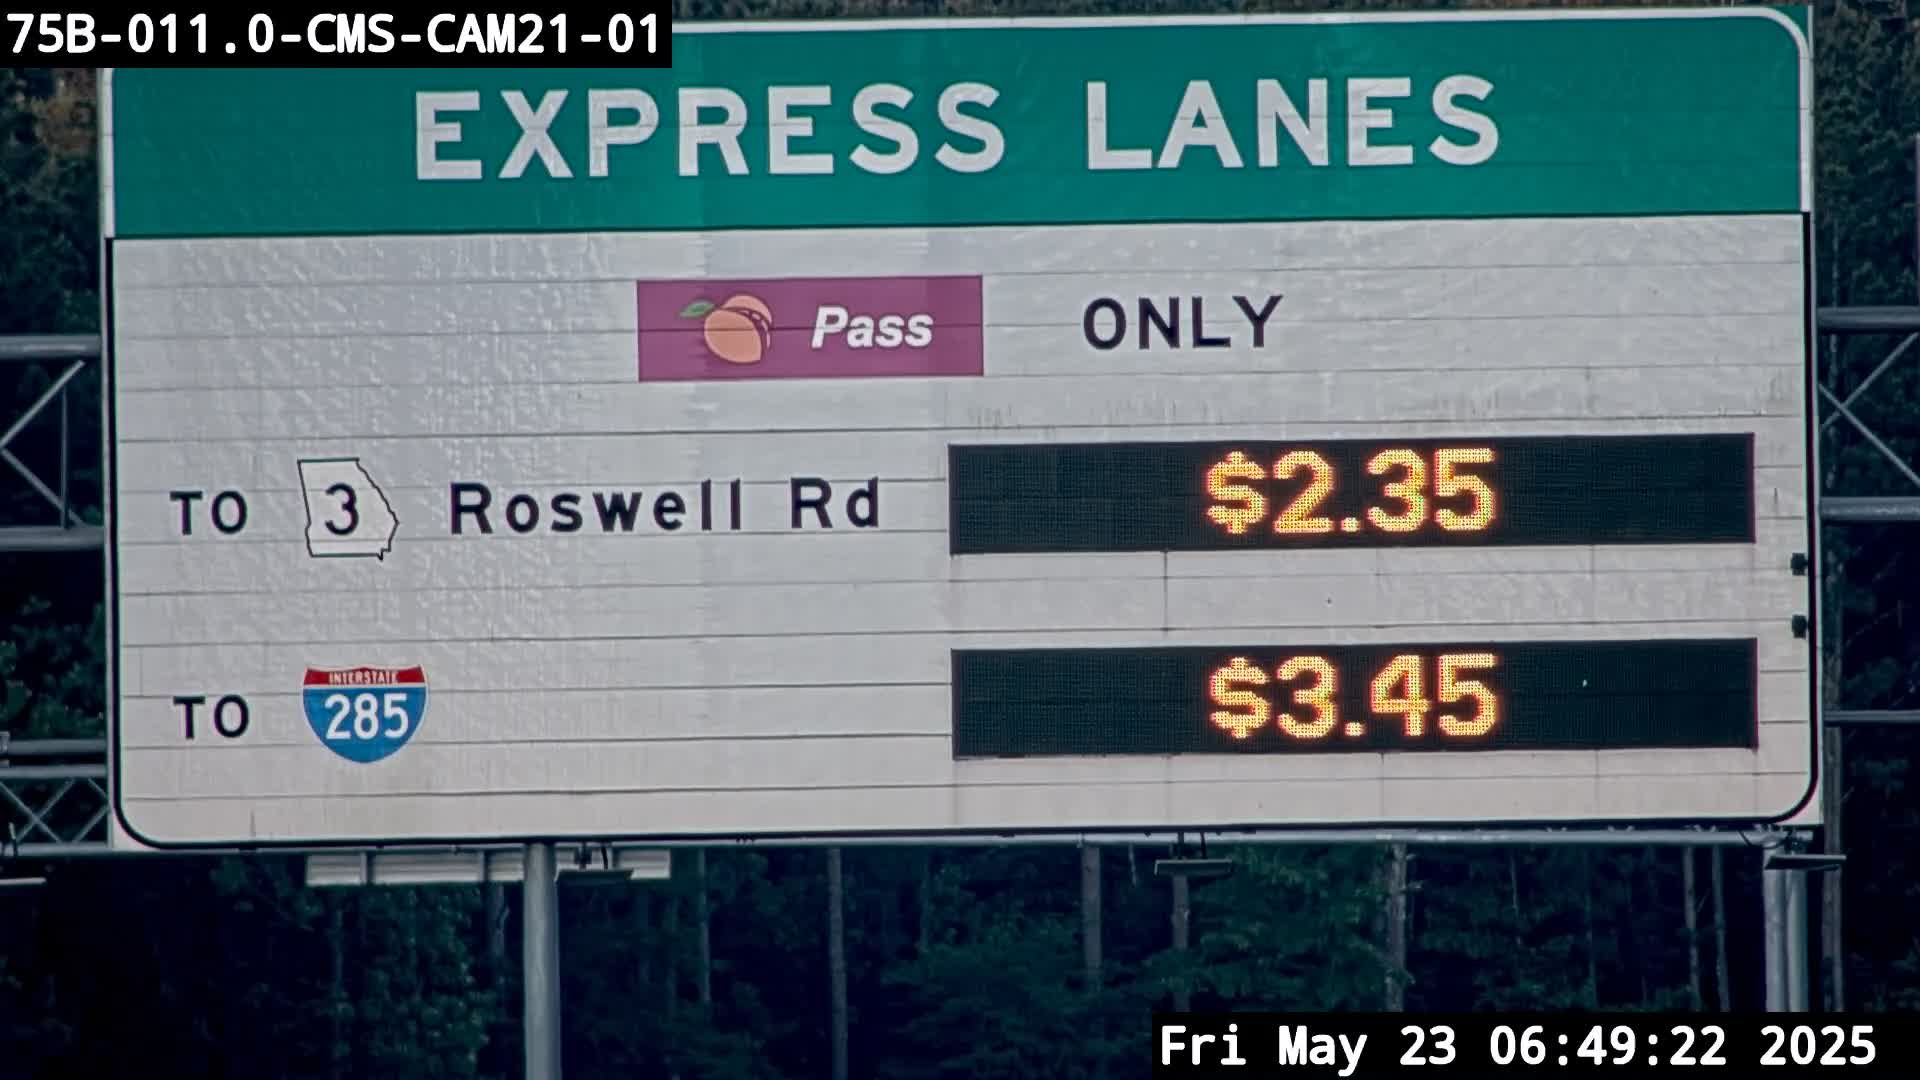 75B-011.0-CMS-CAM21-01
EXPRESS LANES
Pass ONLY
TO 3 Roswell Rd $2.35
INTERSTATE
TO 285 $3.45
Fri May 23 06:49:22 2025